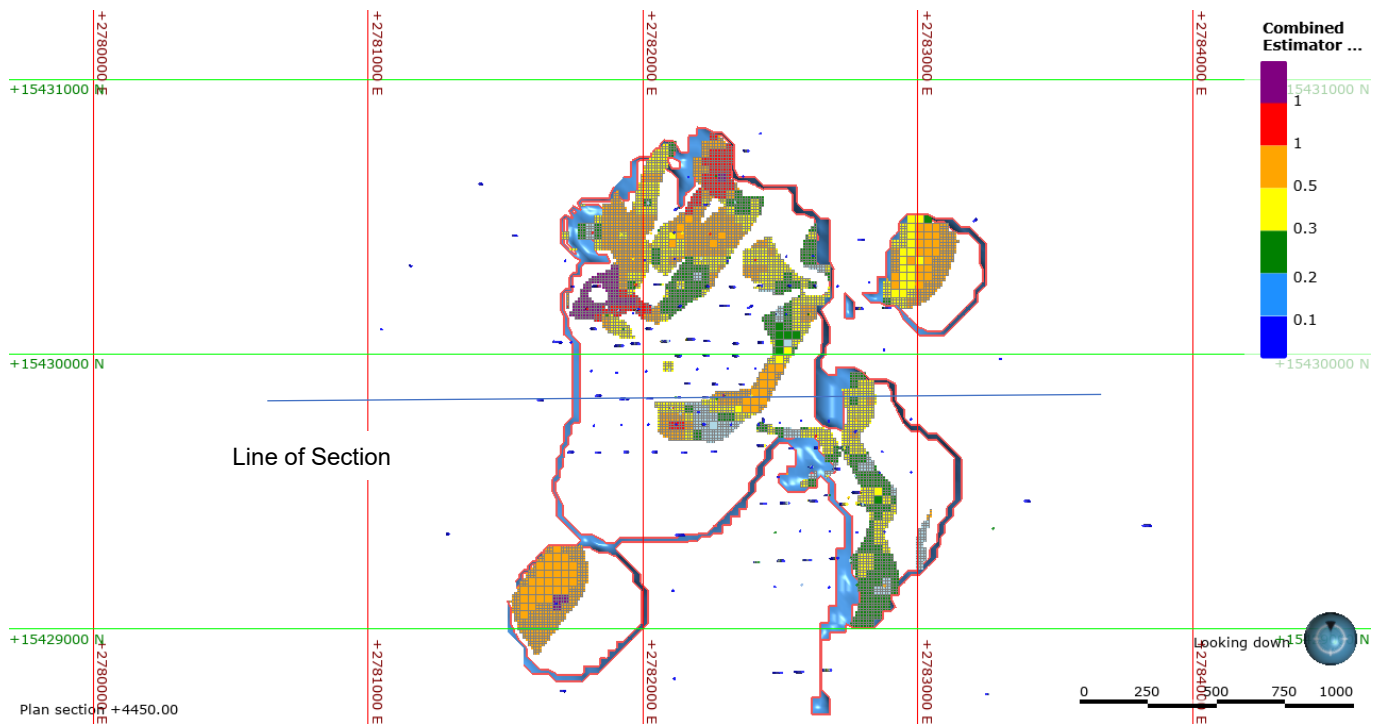 +2780000 E
+2781000 E
+2782000 E
+2783000 E
+2784000 E
Combined
Estimator ...
1
1
0.5
0.3
0.2
0.1
+15431000 N
15431000 N
+15430000 N
+15430000 N
Line of Section
+15429000 N
Looking down
+2780000 E
+2781000 E
+2782000 E
+2783000 E
+2784000 E
Plan section +4450.00
0 250 500 750 1000